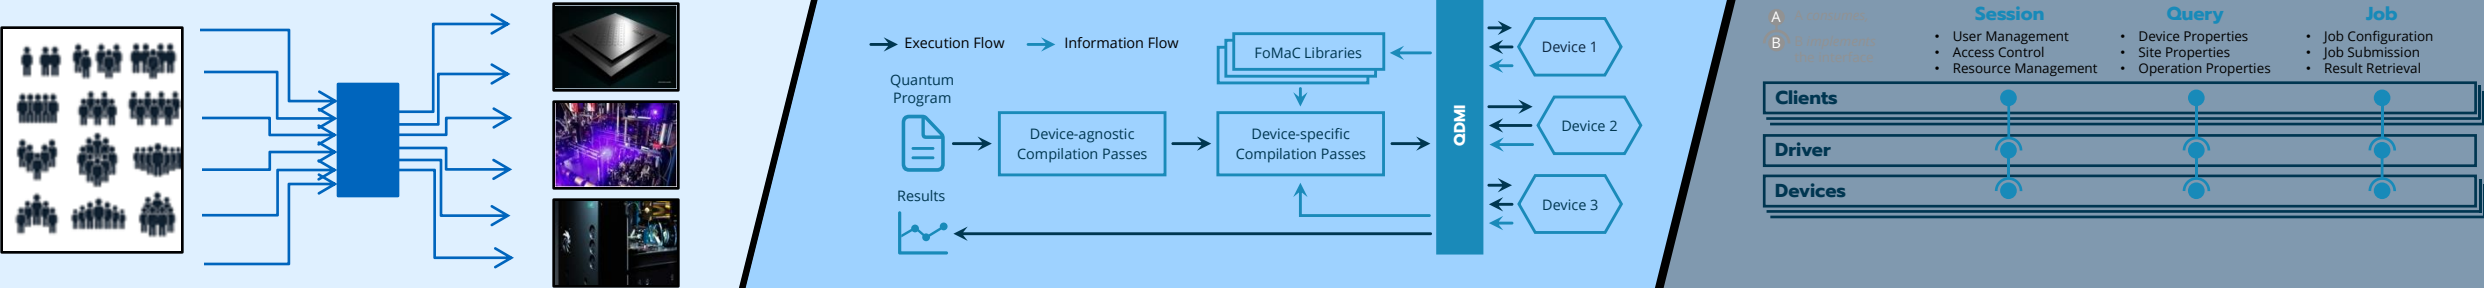 Execution Flow
Information Flow
Quantum
Program
Device-agnostic
Compilation Passes
FoMaC Libraries
Device-specific
Compilation Passes
Results
QDMI
Device 1
Device 2
Device 3
A
B
Session
• User Management
• Access Control
• Resource Management
Query
• Device Properties
• Site Properties
• Operation Properties
Job
• Job Configuration
• Job Submission
• Result Retrieval
Clients
Driver
Devices